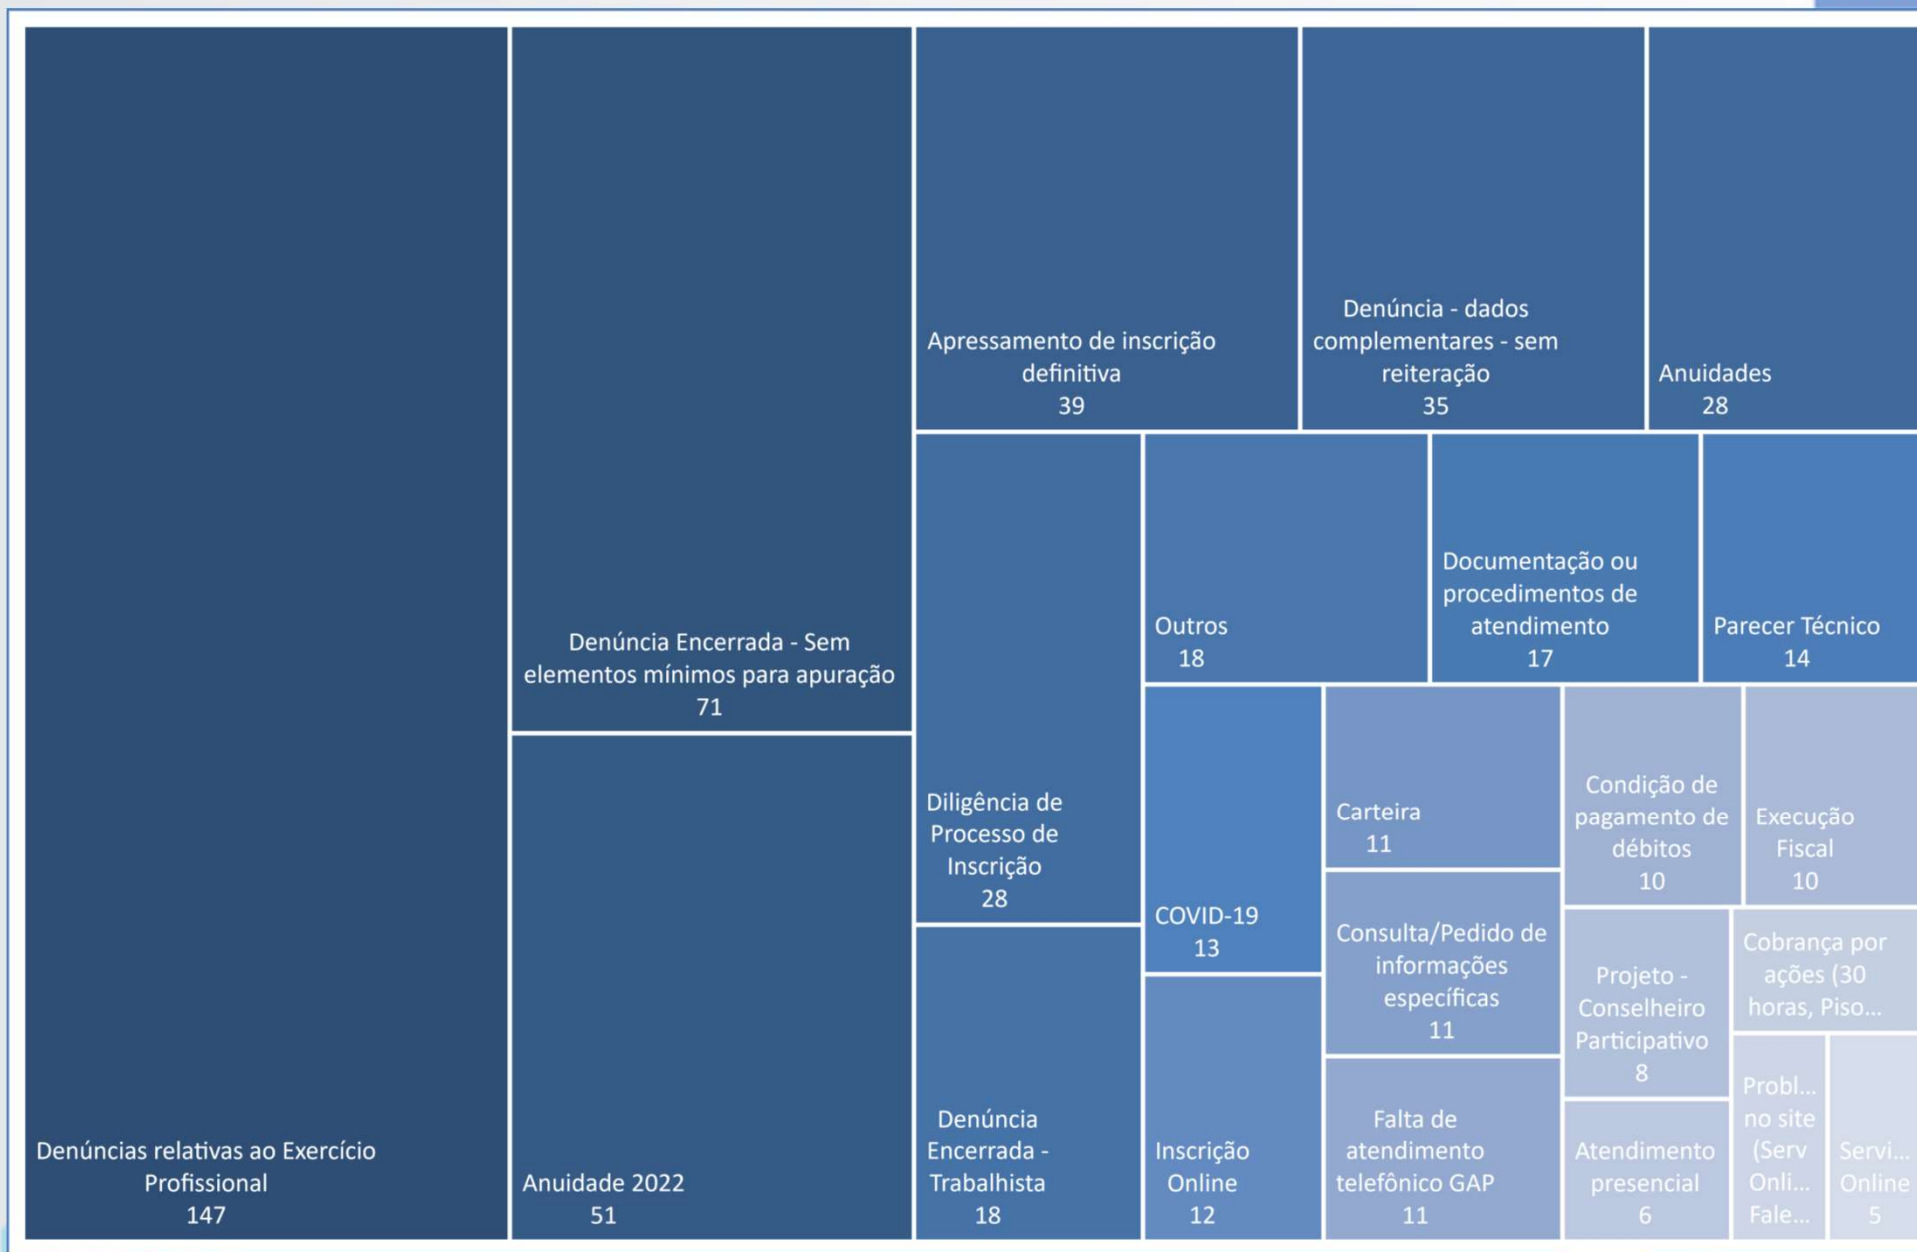 Denúncias relativas ao Exercício
Profissional
147
Denúncia Encerrada - Sem
elementos mínimos para apuração
71
Anuidade 2022
51
Apressamento de inscrição
definitiva
39
Denúncia - dados
complementares - sem
reiteração
35
Anuidades
28
Diligência de
Processo de
Inscrição
28
Denúncia
Encerrada -
Trabalhista
18
Outros
18
Documentação ou
procedimentos de
atendimento
17
Parecer Técnico
14
COVID-19
13
Inscrição
Online
12
Carteira
11
Consulta/Pedido de
informações
específicas
11
Falta de
atendimento
telefônico GAP
11
Condição de
pagamento de
débitos
10
Execução
Fiscal
10
Projeto -
Conselheiro
Participativo
8
Atendimento
presencial
6
Cobrança por
ações (30
horas, Piso...
Probl...
no site
(Serv
Onli...
Fale...
Servi...
Online
5